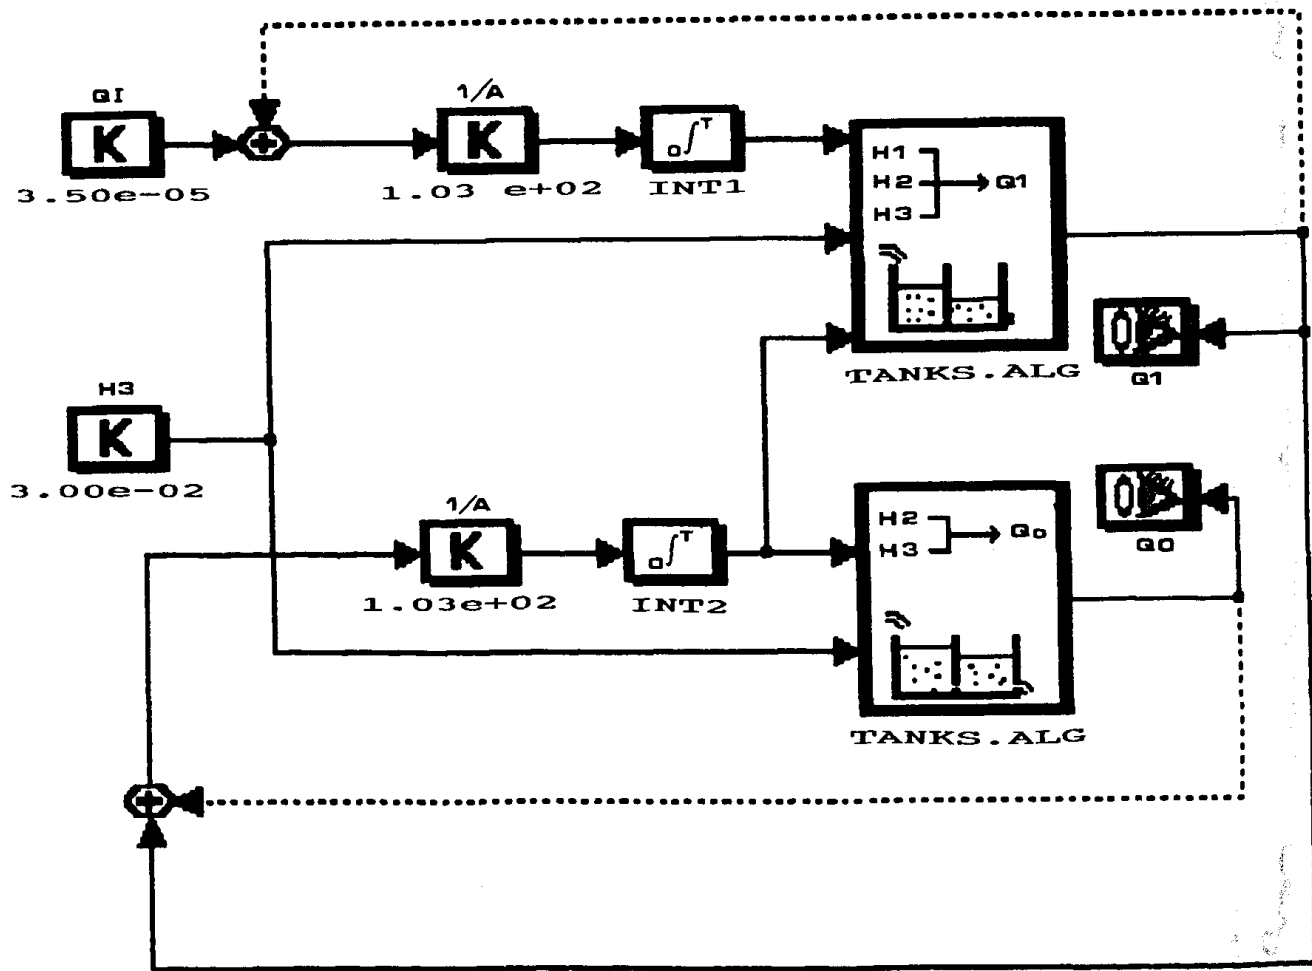 QI
K
3.50e-05
+
1/A
K
1.03 e+02
o∫T
INT1
H1
H2
H3
Q1
TANKS.ALG
Q1
H3
K
3.00e-02
1/A
K
1.03e+02
o∫T
INT2
H2
H3
Qo
TANKS.ALG
QO
+